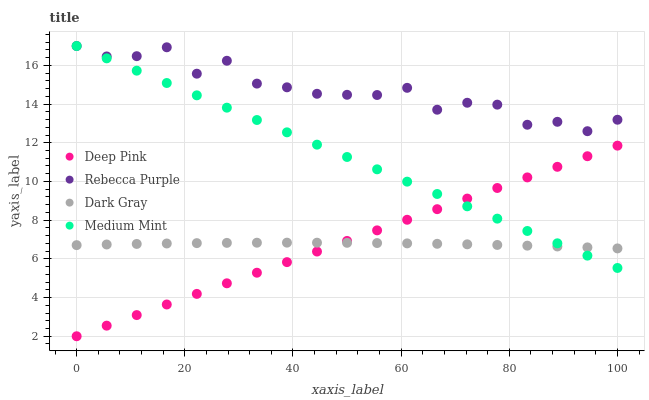 title
yaxis_label
16
14
12
10
8
6
4
2
Deep Pink
Rebecca Purple
Dark Gray
Medium Mint
0
20
40
60
80
100
xaxis_label